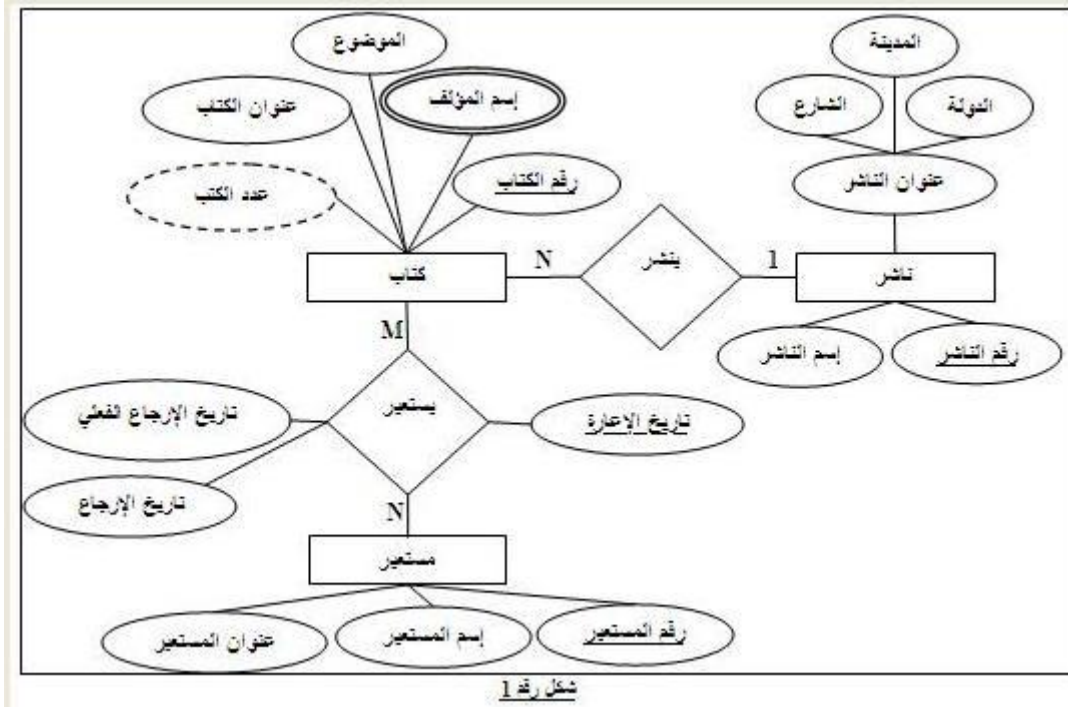 الموضوع
المدينة
إسم المؤلف
عنوان الكتاب
الشارع
الدولة
رقم الكتاب
عدد الكتب
عنوان الناشر
كتاب
N
ينشر
1
ناشر
M
إسم الناشر
رقم الناشر
يستعير
تاريخ الإرجاع الفعلي
تاريخ الإعارة
تاريخ الإرجاع
N
مستعير
رقم المستعير
إسم المستعير
عنوان المستعير
شكل رقم 1